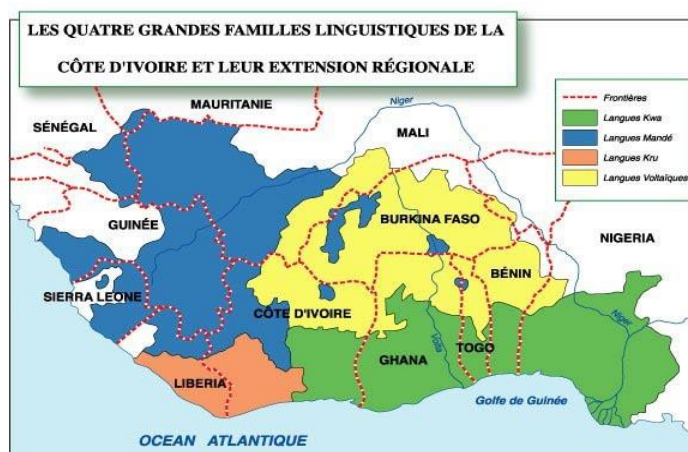 LES QUATRE GRANDES FAMILLES LINGUISTIQUES DE LA
CÔTE D'IVOIRE ET LEUR EXTENSION RÉGIONALE
MAURITANIE
Niger
SÉNÉGAL
MALI
Frontières
Langues Kwa
Langues Mandé
Langues Kru
Langues Voltaïques
GUINÉE
BURKINA FASO
NIGERIA
BÉNIN
SIERRA LEONE
CÔTE D'IVOIRE
Niger
Volta
TOGO
GHANA
LIBERIA
Golfe de Guinée
OCEAN ATLANTIQUE